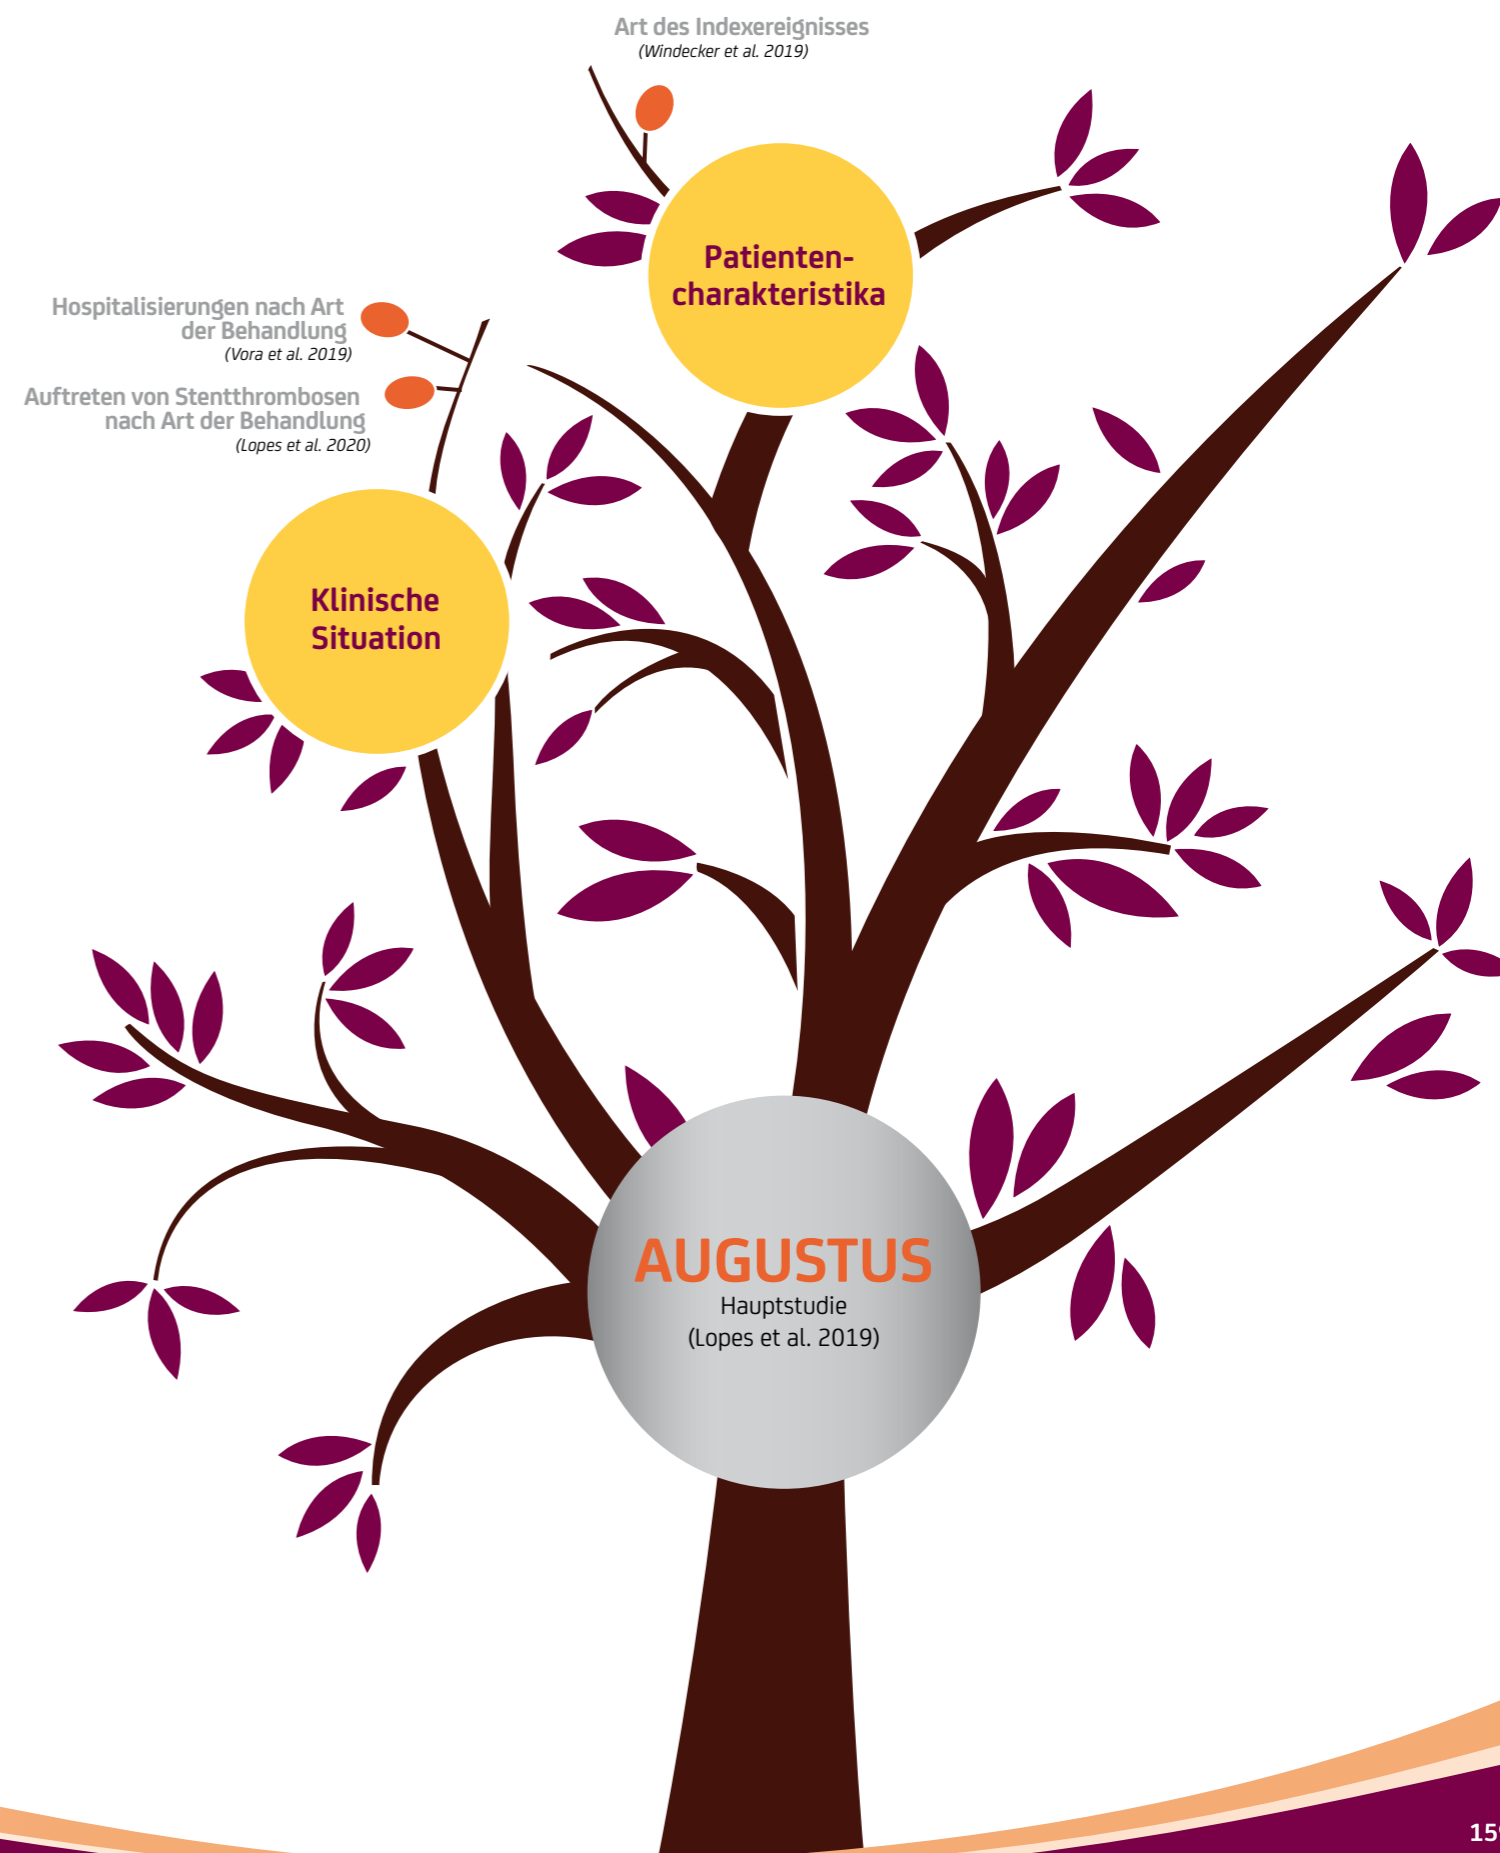 Art des Indexereignisses
(Windecker et al. 2019)
Patienten-
charakteristika
Hospitalisierungen nach Art
der Behandlung
(Vora et al. 2019)
Auftreten von Stentthrombosen
nach Art der Behandlung
(Lopes et al. 2020)
Klinische
Situation
AUGUSTUS
Hauptstudie
(Lopes et al. 2019)